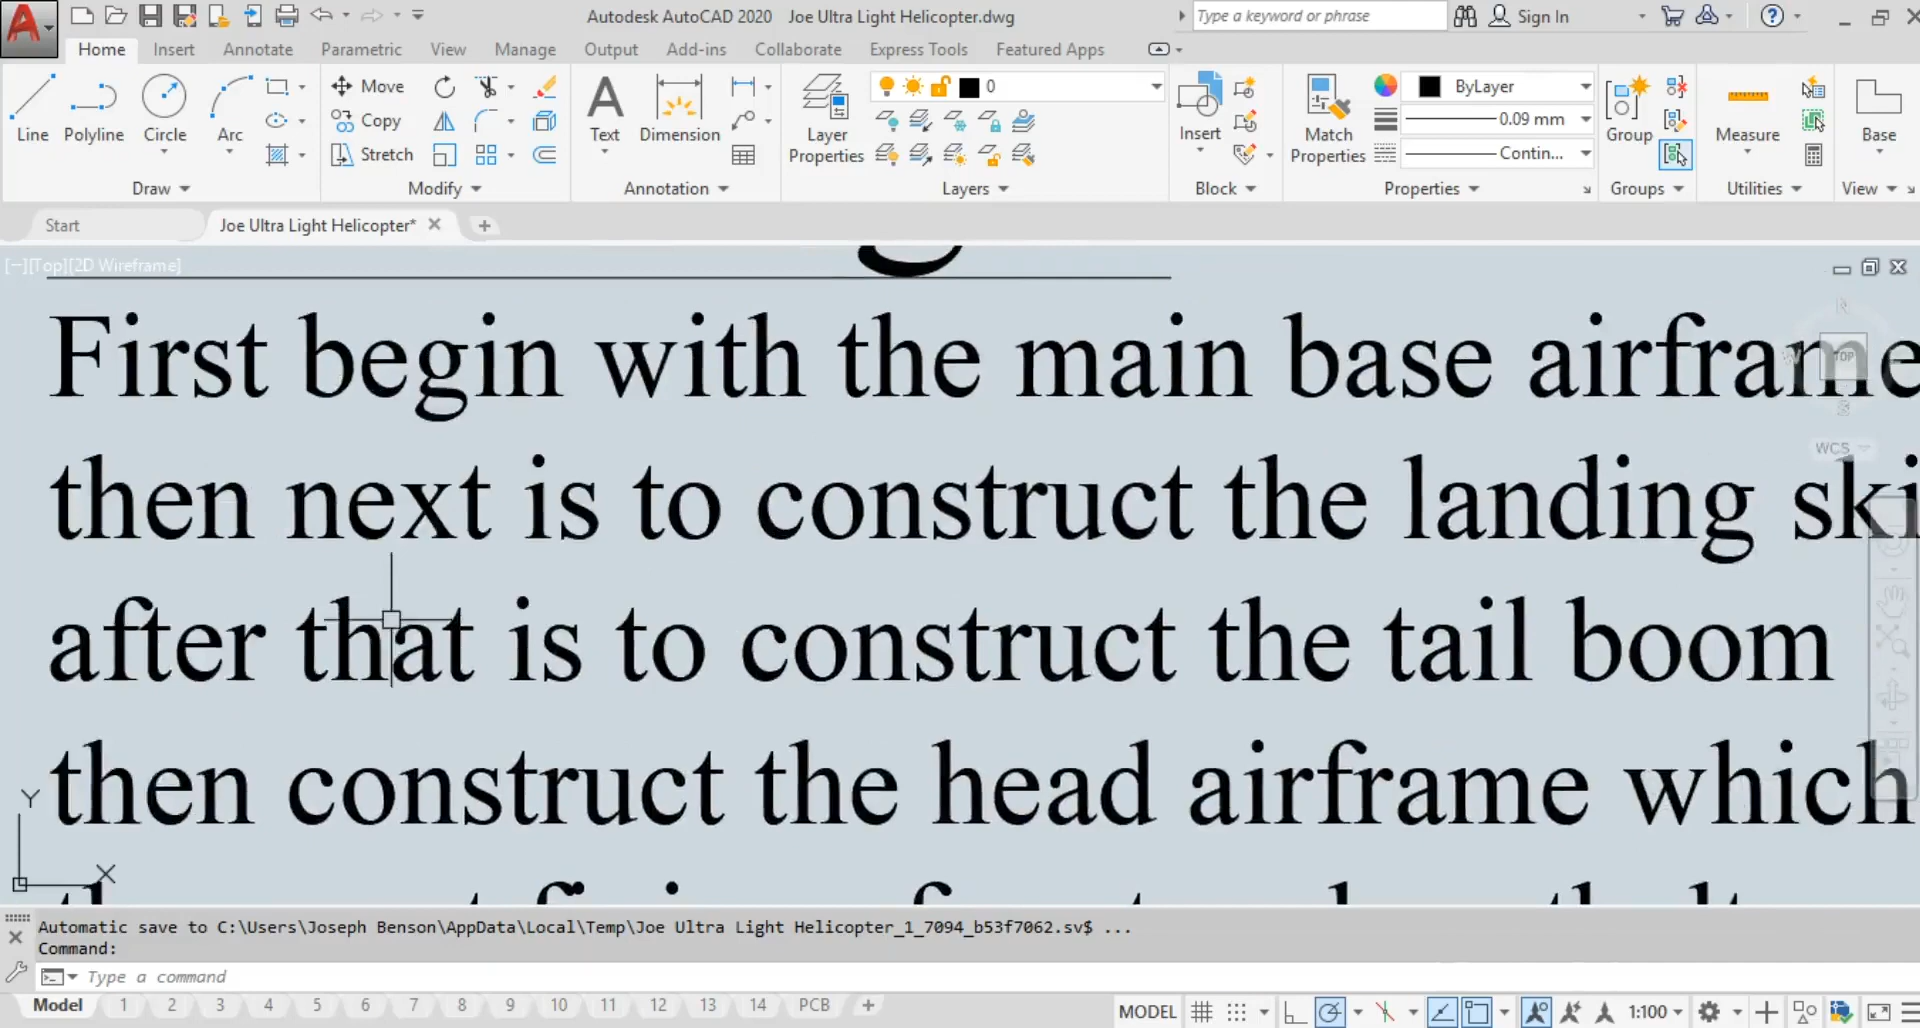 Autodesk AutoCAD 2020 Joe Ultra Light Helicopter.dwg
Type a keyword or phrase
Sign In
Home Insert Annotate Parametric View Manage Output Add-ins Collaborate Express Tools Featured Apps
Line Polyline Circle Arc
Move
Copy
Stretch
Text Dimension
Layer Properties
0
Insert
Match Properties
ByLayer
0.09 mm
Contin...
Group
Measure
Base
Draw Modify Annotation Layers Block Properties Groups Utilities View
Start Joe Ultra Light Helicopter*
[−][Top][2D Wireframe]
First begin with the main base airframe
then next is to construct the landing ski
after that is to construct the tail boom
then construct the head airframe which
TOP
S
WCS
Y
X
Automatic save to C:\Users\Joseph Benson\AppData\Local\Temp\Joe Ultra Light Helicopter_1_7094_b53f7062.sv$ ...
Command:
Type a command
Model 1 2 3 4 5 6 7 8 9 10 11 12 13 14 PCB
MODEL 1:100